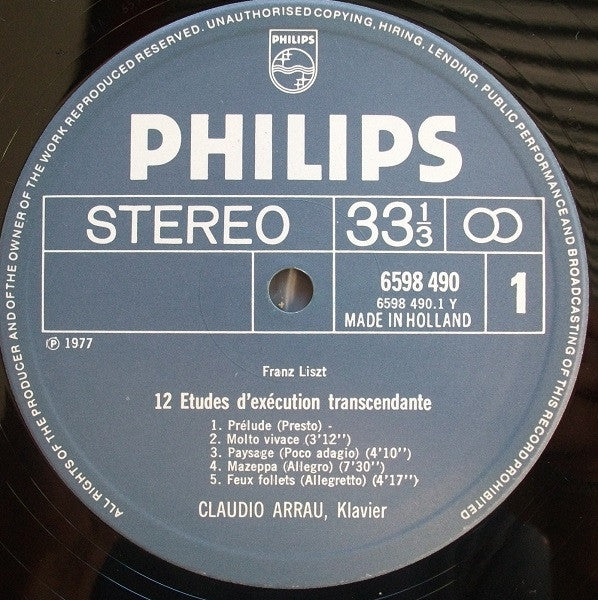 ALL RIGHTS OF THE PRODUCER AND OF THE OWNER OF THE WORK REPRODUCED RESERVED. UNAUTHORISED COPYING, HIRING, LENDING, PUBLIC PERFORMANCE AND BROADCASTING OF THIS RECORD PROHIBITED
PHILIPS
PHILIPS
STEREO
33 1/3
6598 490
6598 490.1 Y
MADE IN HOLLAND
1
℗ 1977
Franz Liszt
12 Etudes d'exécution transcendante
1. Prélude (Presto) -
2. Molto vivace (3'12'')
3. Paysage (Poco adagio) (4'10'')
4. Mazeppa (Allegro) (7'30'')
5. Feux follets (Allegretto) (4'17'')
CLAUDIO ARRAU, Klavier